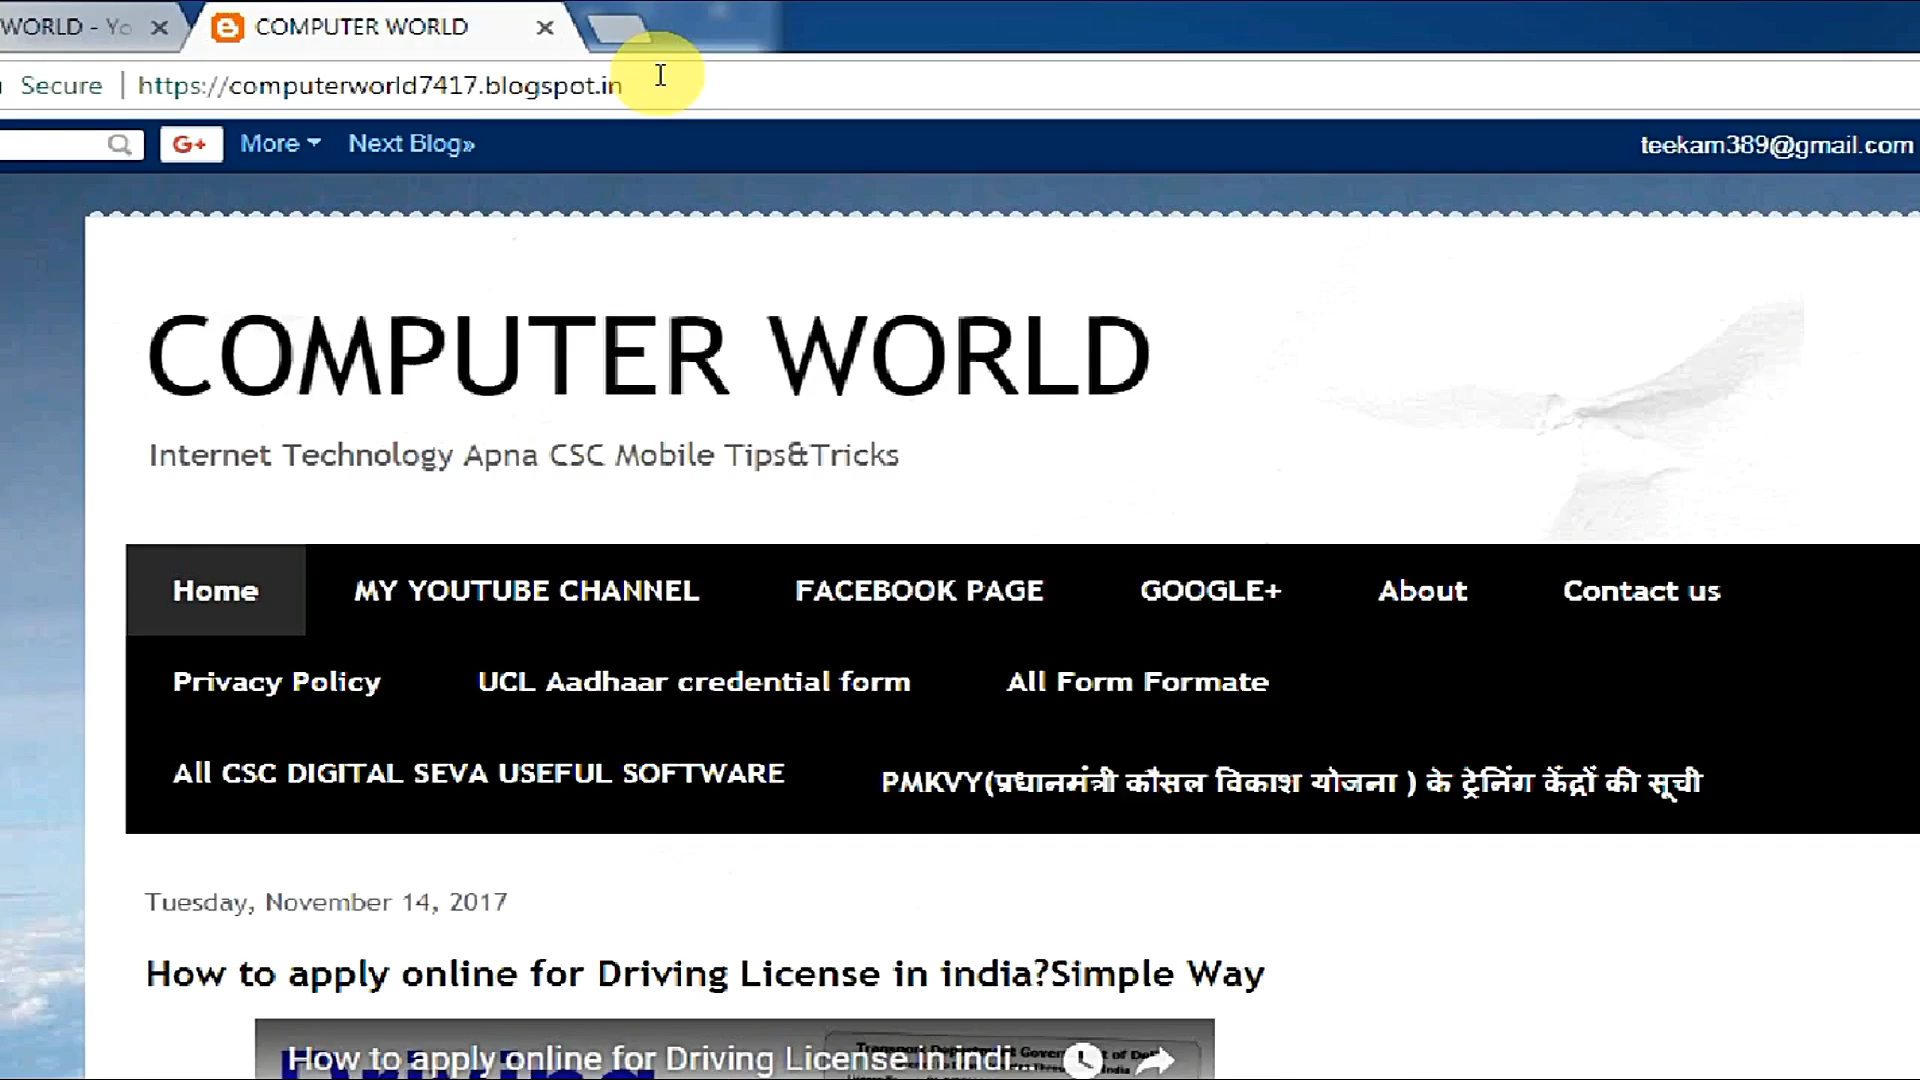 WORLD - Yo
COMPUTER WORLD
Secure
https://computerworld7417.blogspot.in
G+
More
Next Blog»
teekam389@gmail.com
COMPUTER WORLD
Internet Technology Apna CSC Mobile Tips&Tricks
Home
MY YOUTUBE CHANNEL
FACEBOOK PAGE
GOOGLE+
About
Contact us
Privacy Policy
UCL Aadhaar credential form
All Form Formate
All CSC DIGITAL SEVA USEFUL SOFTWARE
PMKVY(प्रधानमंत्री कौसल विकाश योजना ) के ट्रेनिंग केंद्रों की सूची
Tuesday, November 14, 2017
How to apply online for Driving License in india?Simple Way
How to apply online for Driving License in indi...